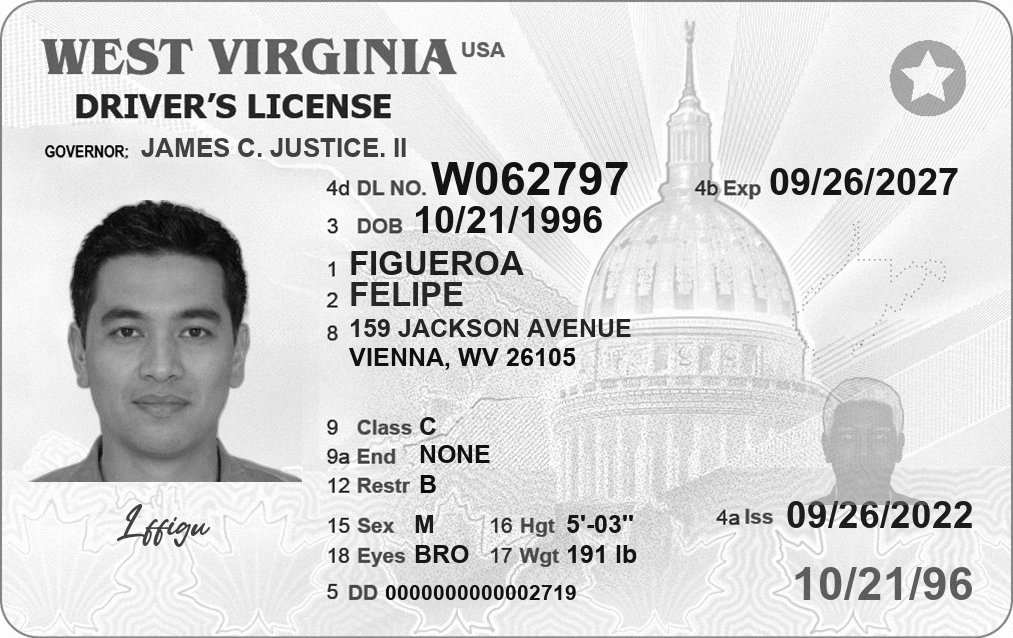 WEST VIRGINIA USA
DRIVER'S LICENSE
GOVERNOR: JAMES C. JUSTICE. II
4d DL NO. W062797 4b Exp 09/26/2027
3 DOB 10/21/1996
1 FIGUEROA
2 FELIPE
8 159 JACKSON AVENUE
VIENNA, WV 26105
9 Class C
9a End NONE
12 Restr B
15 Sex M 16 Hgt 5'-03"
4a Iss 09/26/2022
18 Eyes BRO 17 Wgt 191 lb
5 DD 0000000000002719
10/21/96
Lffigu